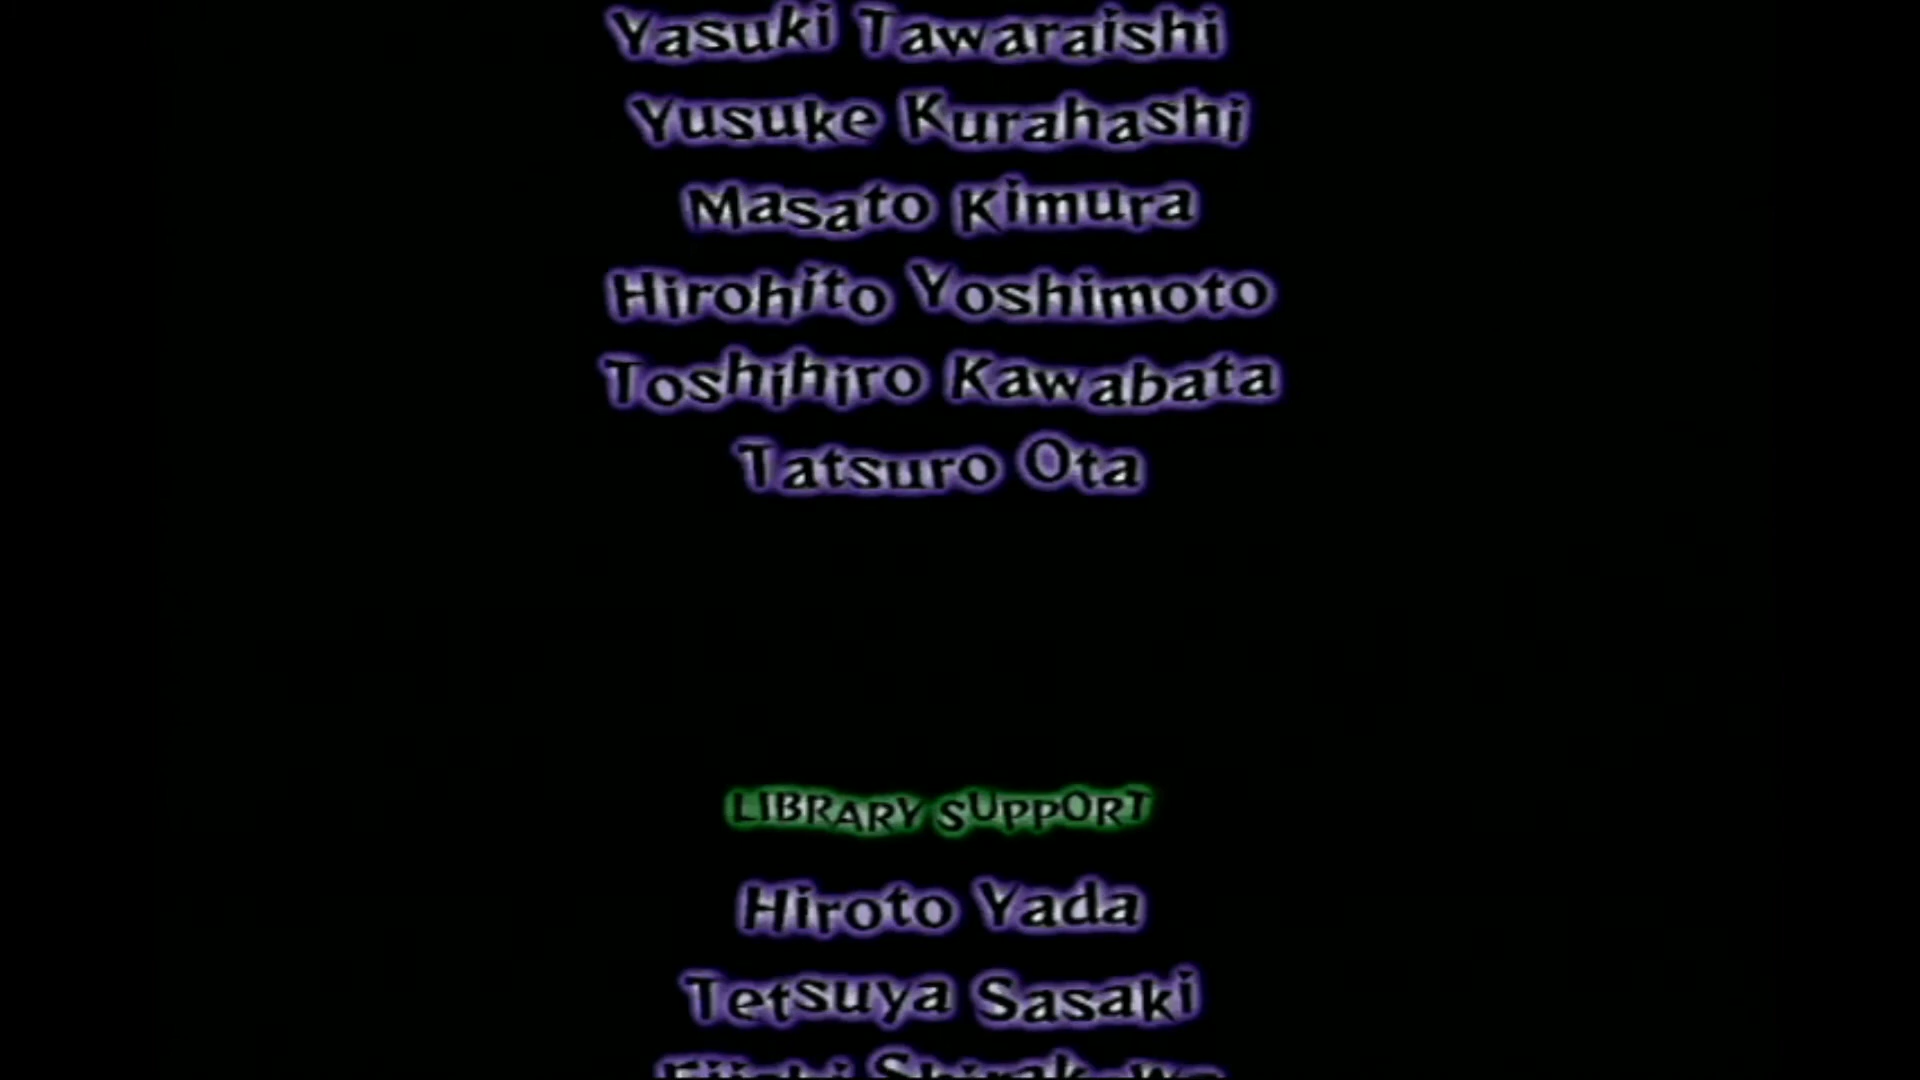 Yasuki Tawaraishi
Yusuke Kurahashi
Masato Kimura
Hirohito Yoshimoto
Toshihiro Kawabata
Tatsuro Ota
LIBRARY SUPPORT
Hiroto Yada
Tetsuya Sasaki